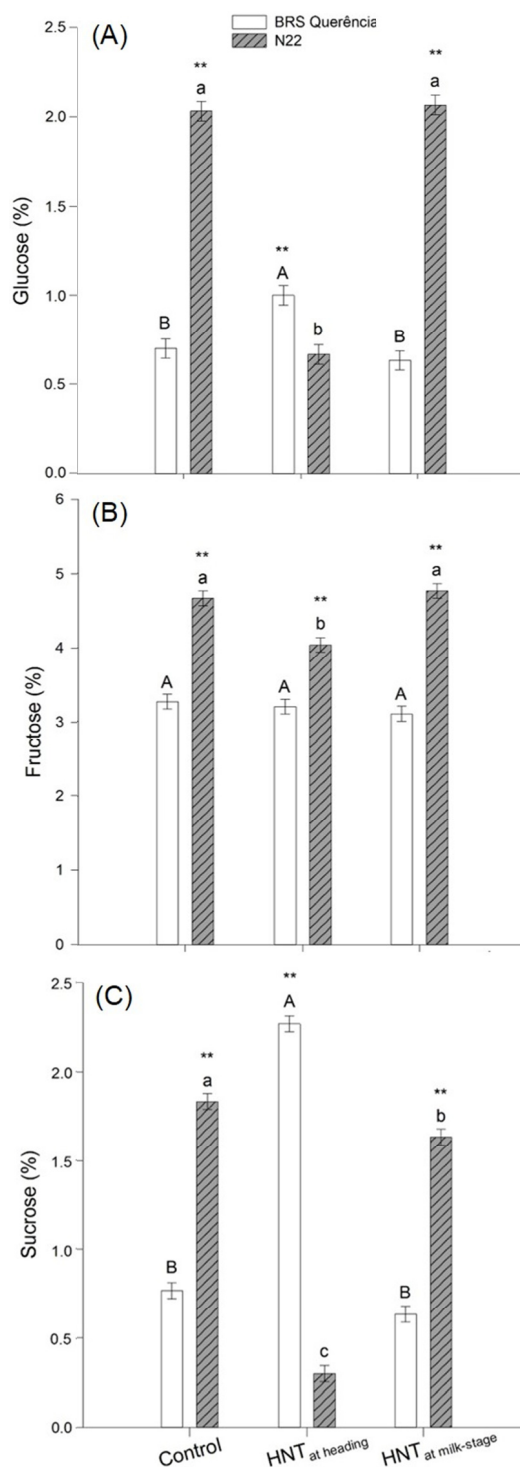 (A)
BRS Querência
N22
Glucose (%)
2.5
2.0
1.5
1.0
0.5
0.0
B
**
a
**
A
b
B
**
a
(B)
Fructose (%)
6
5
4
3
2
1
0
A
**
a
A
**
b
A
**
a
(C)
Sucrose (%)
2.5
2.0
1.5
1.0
0.5
0.0
B
**
a
**
A
c
B
**
b
Control
HNT at heading
HNT at milk-stage